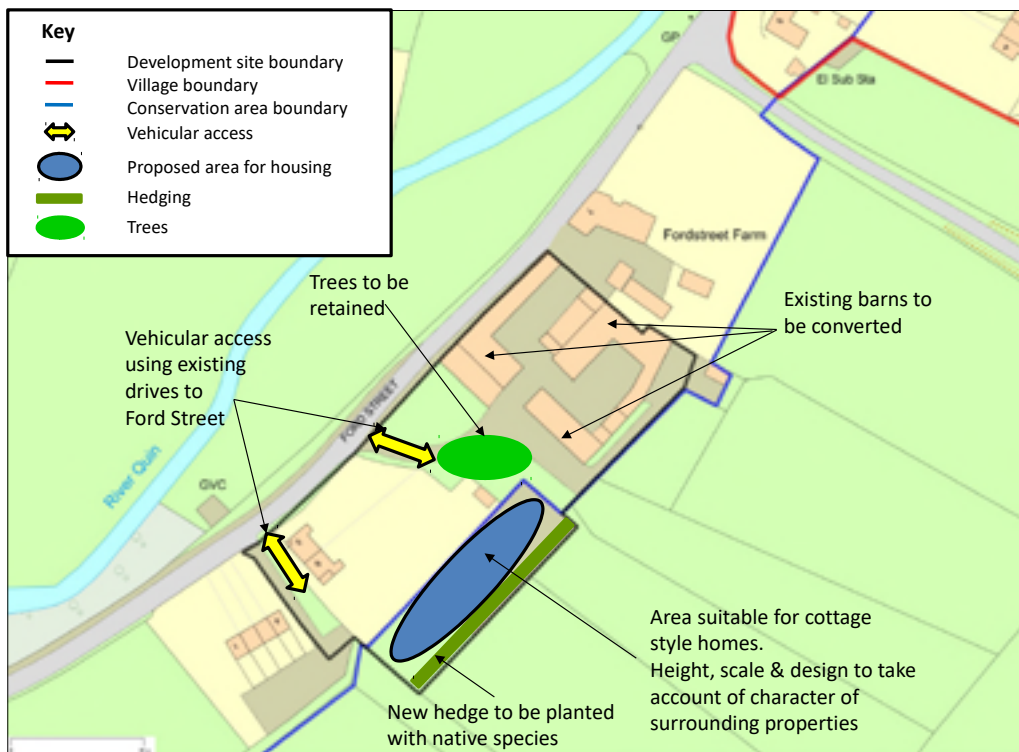 Key
Development site boundary
Village boundary
Conservation area boundary
Vehicular access
Proposed area for housing
Hedging
Trees
GP
El Sub Sta
Fordstreet Farm
Trees to be
retained
Existing barns to
be converted
Vehicular access
using existing
drives to
Ford Street
FORD STREET
River Quin
GVC
Area suitable for cottage
style homes.
Height, scale & design to take
account of character of
surrounding properties
New hedge to be planted
with native species